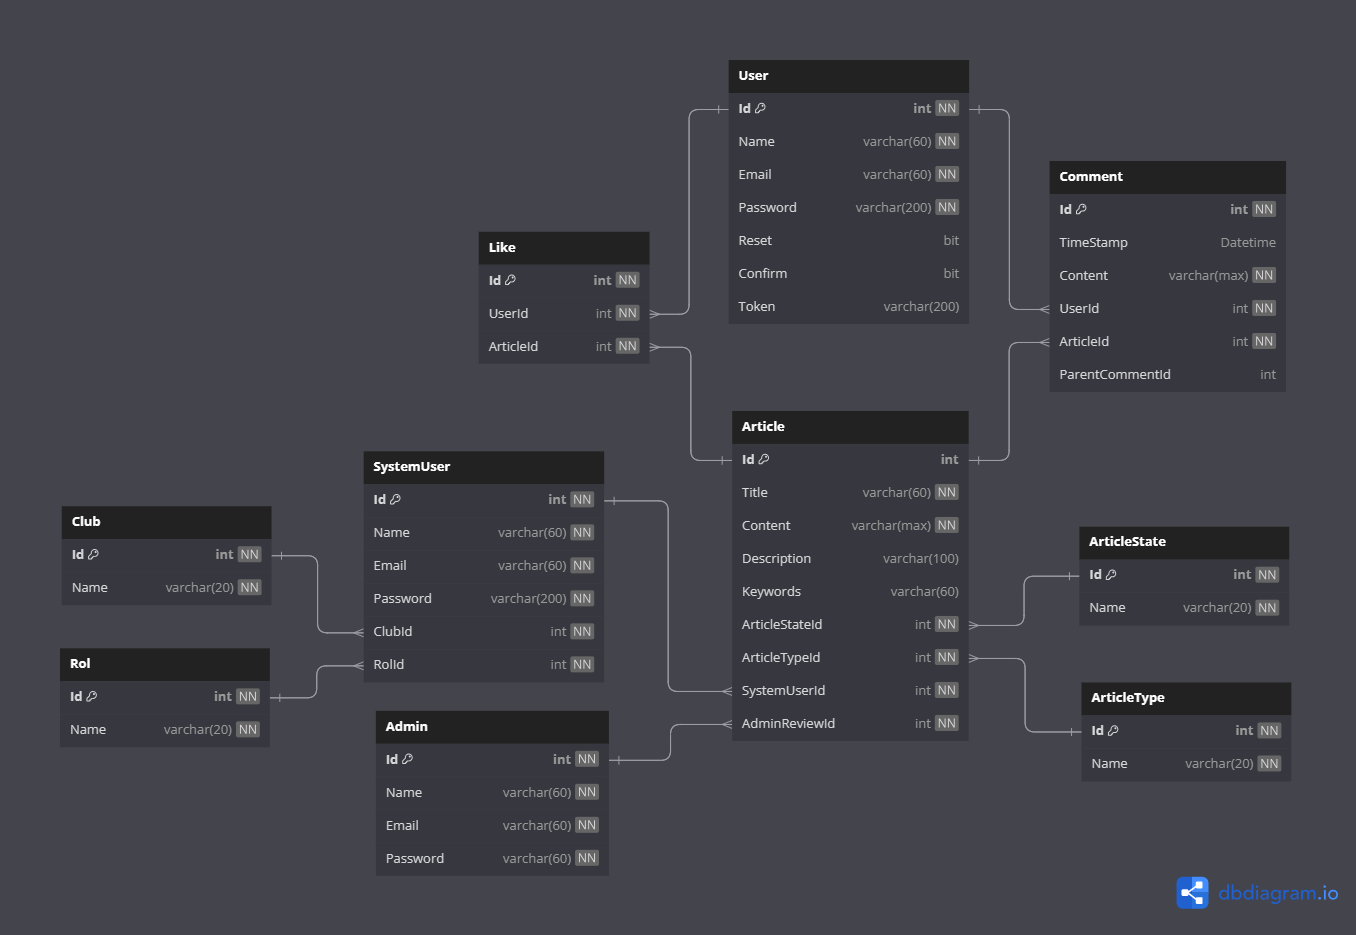 User
Id int NN
Name varchar(60) NN
Email varchar(60) NN
Password varchar(200) NN
Reset bit
Confirm bit
Token varchar(200)
Comment
Id int NN
TimeStamp Datetime
Content varchar(max) NN
UserId int NN
ArticleId int NN
ParentCommentId int
Like
Id int NN
UserId int NN
ArticleId int NN
Article
Id int
Title varchar(60) NN
Content varchar(max) NN
Description varchar(100)
Keywords varchar(60)
ArticleStateId int NN
ArticleTypeId int NN
SystemUserId int NN
AdminReviewId int NN
SystemUser
Id int NN
Name varchar(60) NN
Email varchar(60) NN
Password varchar(200) NN
ClubId int NN
RolId int NN
Club
Id int NN
Name varchar(20) NN
Rol
Id int NN
Name varchar(20) NN
Admin
Id int NN
Name varchar(60) NN
Email varchar(60) NN
Password varchar(60) NN
ArticleState
Id int NN
Name varchar(20) NN
ArticleType
Id int NN
Name varchar(20) NN
dbdiagram.io